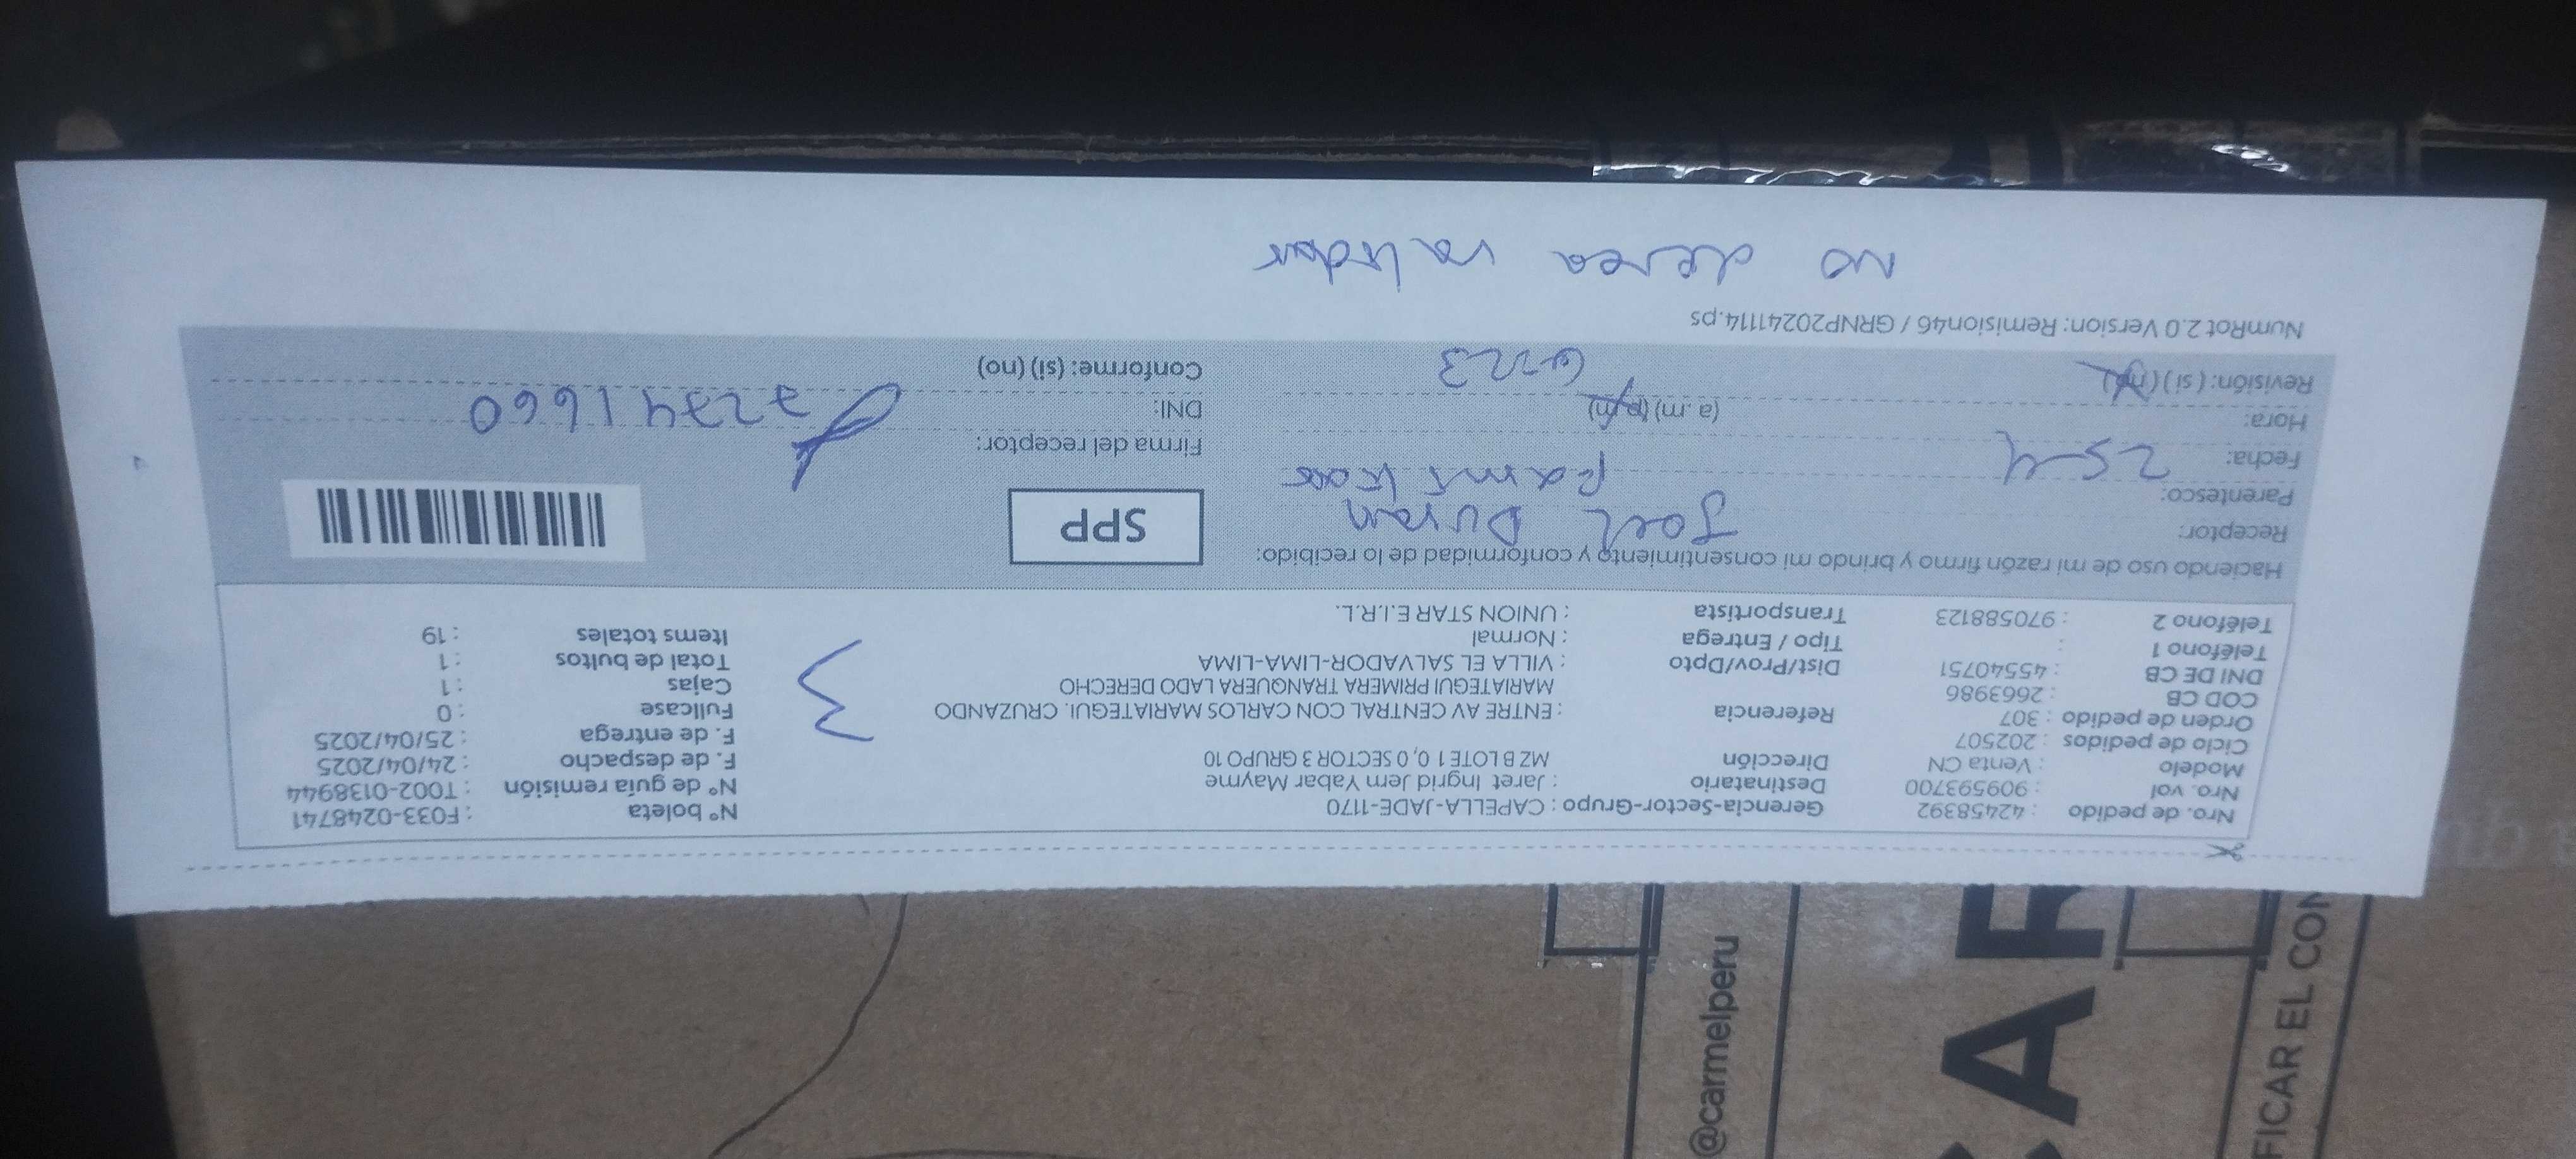 Nro. de pedido : 42458392
Nro. vol : 909593700
Modelo : Venta CN
Ciclo de pedidos : 202507
Orden de pedido : 307
COD CB : 2663986
DNI DE CB : 45540751
Teléfono 1 :
Teléfono 2 : 970588123
Gerencia-Sector-Grupo : CAPELLA-JADE-1170
Destinatario : Jaret Ingrid Jem Yabar Mayme
Dirección MZ B LOTE 1 0, 0 SECTOR 3 GRUPO 10
Referencia : ENTRE AV CENTRAL CON CARLOS MARIATEGUI. CRUZANDO
MARIATEGUI PRIMERA TRANQUERA LADO DERECHO
Dist/Prov/Dpto : VILLA EL SALVADOR-LIMA-LIMA
Tipo / Entrega : Normal
Transportista : UNION STAR E.I.R.L.
3
N° boleta : F033-0248741
N° de guía remisión : T002-0138944
F. de despacho : 24/04/2025
F. de entrega : 25/04/2025
Fullcase : 0
Cajas : 1
Total de bultos : 1
Items totales : 19
Haciendo uso de mi razón firmo y brindo mi consentimiento y conformidad de lo recibido:
Receptor: Joel Duran
Parentesco: familiar
Fecha: 25-4
Hora: (a.m) (p.m)
Revisión: (si) (no)
SPP
Firma del receptor:
DNI: 72741660
Conforme: (si) (no)
NumRot 2.0 Version: Remision46 / GRNP20241114.ps
no desea validar
@carmelperu
CAR
FICAR EL CON